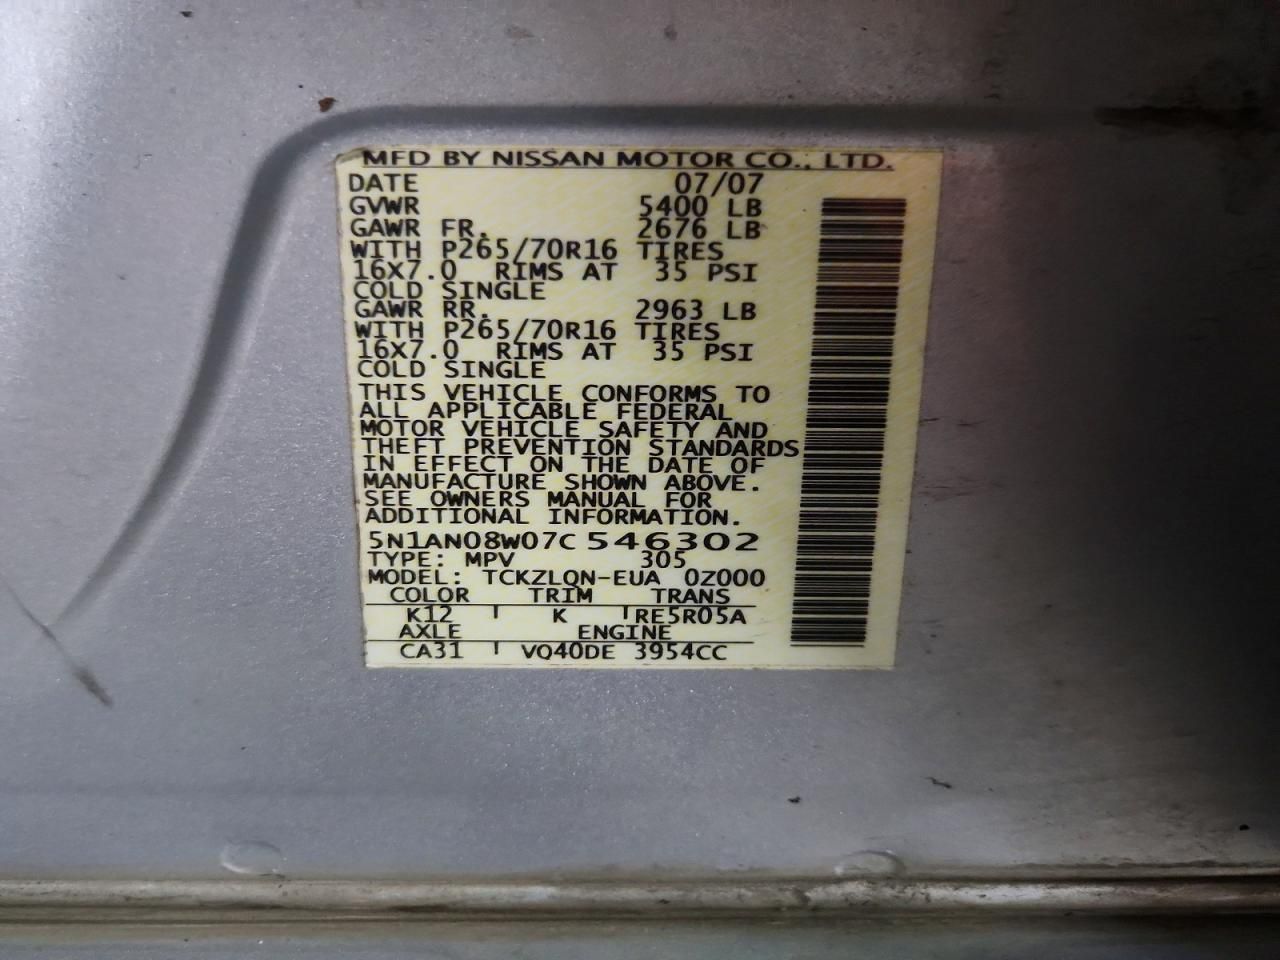 MFD BY NISSAN MOTOR CO., LTD.
DATE 07/07
GVWR 5400 LB
GAWR FR. 2676 LB
WITH P265/70R16 TIRES
16X7.0 RIMS AT 35 PSI
COLD SINGLE
GAWR RR. 2963 LB
WITH P265/70R16 TIRES
16X7.0 RIMS AT 35 PSI
COLD SINGLE
THIS VEHICLE CONFORMS TO
ALL APPLICABLE FEDERAL
MOTOR VEHICLE SAFETY AND
THEFT PREVENTION STANDARDS
IN EFFECT ON THE DATE OF
MANUFACTURE SHOWN ABOVE.
SEE OWNERS MANUAL FOR
ADDITIONAL INFORMATION.
5N1AN08W07C546302
TYPE: MPV 305
MODEL: TCKZLQN-EUA 0Z000
COLOR TRIM TRANS
K12 K RE5R05A
AXLE ENGINE
CA31 VQ40DE 3954CC